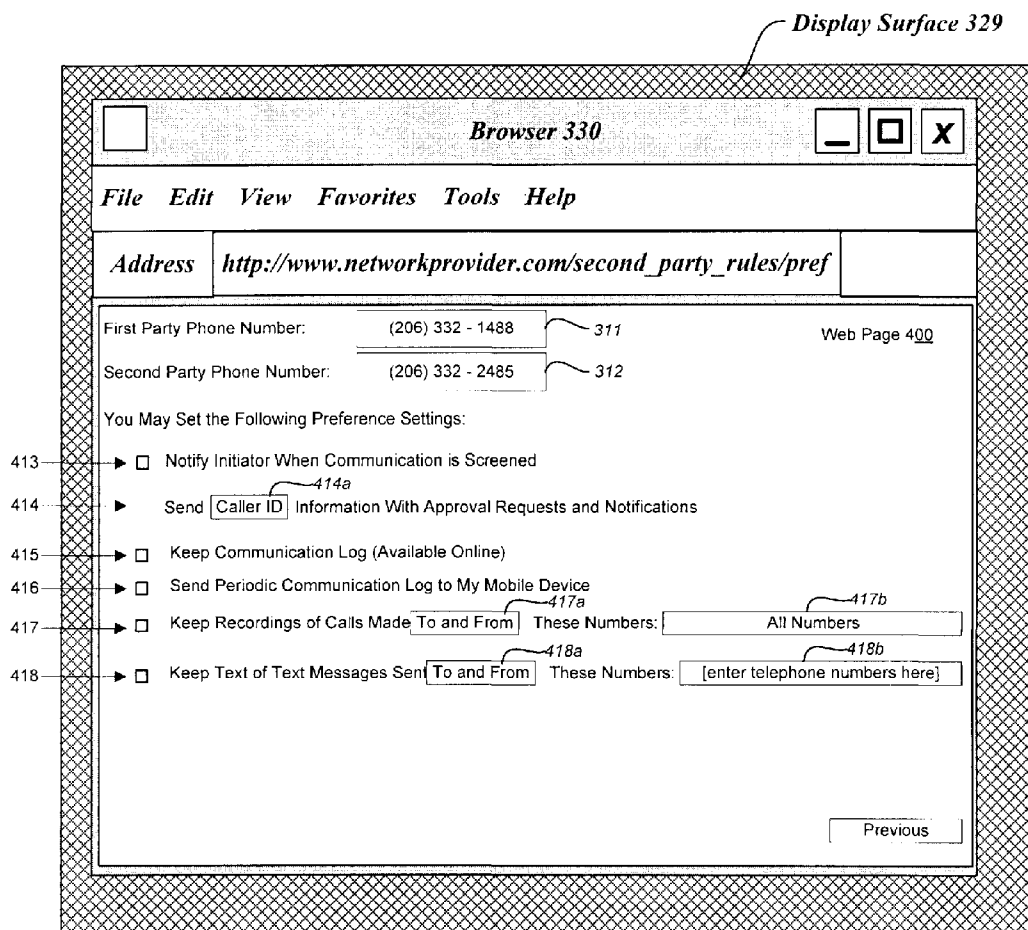 Display Surface 329
Browser 330
X
File Edit View Favorites Tools Help
Address http://www.networkprovider.com/second_party_rules/pref
First Party Phone Number: (206) 332 - 1488 311 Web Page 400
Second Party Phone Number: (206) 332 - 2485 312
You May Set the Following Preference Settings:
413 Notify Initiator When Communication is Screened
414a
414 Send Caller ID Information With Approval Requests and Notifications
415 Keep Communication Log (Available Online)
416 Send Periodic Communication Log to My Mobile Device
417a 417b
417 Keep Recordings of Calls Made To and From These Numbers: All Numbers
418a 418b
418 Keep Text of Text Messages Sent To and From These Numbers: [enter telephone numbers here]
Previous